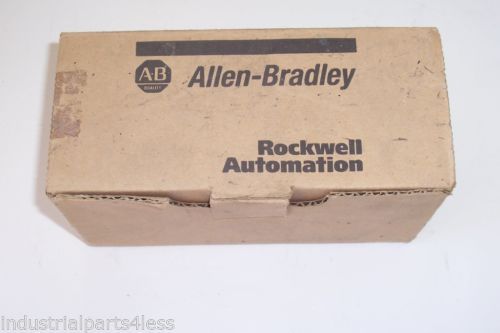 AB
QUALITY
Allen-Bradley
Rockwell
Automation
industrialparts4less